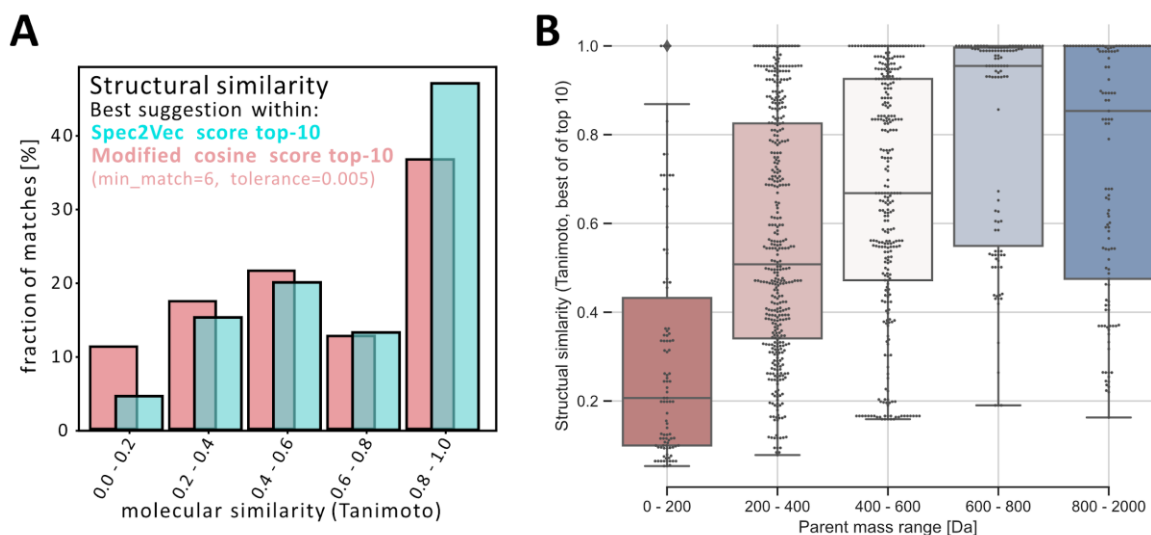 A
Structural similarity
Best suggestion within:
Spec2Vec score top-10
Modified cosine score top-10
(min_match=6, tolerance=0.005)
fraction of matches [%]
40
30
20
10
0
0.0 - 0.2
0.2 - 0.4
0.4 - 0.6
0.6 - 0.8
0.8 - 1.0
molecular similarity (Tanimoto)
B
Structual simlarity (Tanimoto, best of of top 10)
1.0
0.8
0.6
0.4
0.2
0 - 200
200 - 400
400 - 600
600 - 800
800 - 2000
Parent mass range [Da]